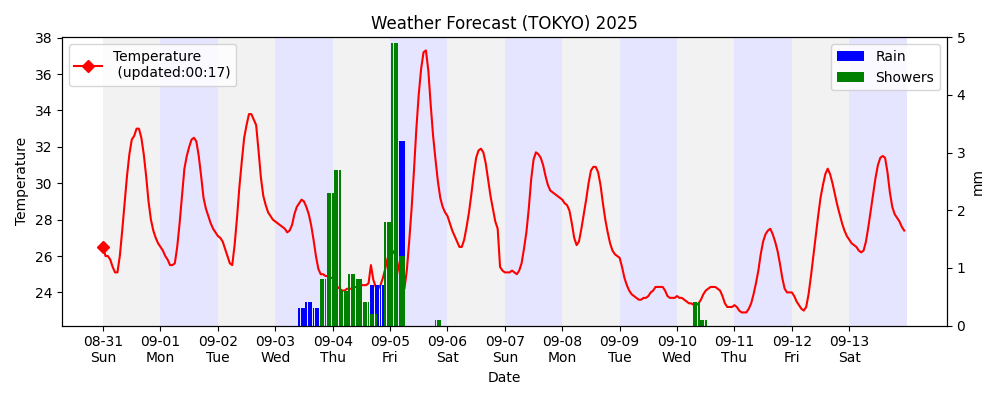 Weather Forecast (TOKYO) 2025
Temperature
(updated:00:17)
Rain
Showers
38
36
34
32
30
28
26
24
Temperature
5
4
3
2
1
0
mm
08-31 09-01 09-02 09-03 09-04 09-05 09-06 09-07 09-08 09-09 09-10 09-11 09-12 09-13
Sun Mon Tue Wed Thu Fri Sat Sun Mon Tue Wed Thu Fri Sat
Date